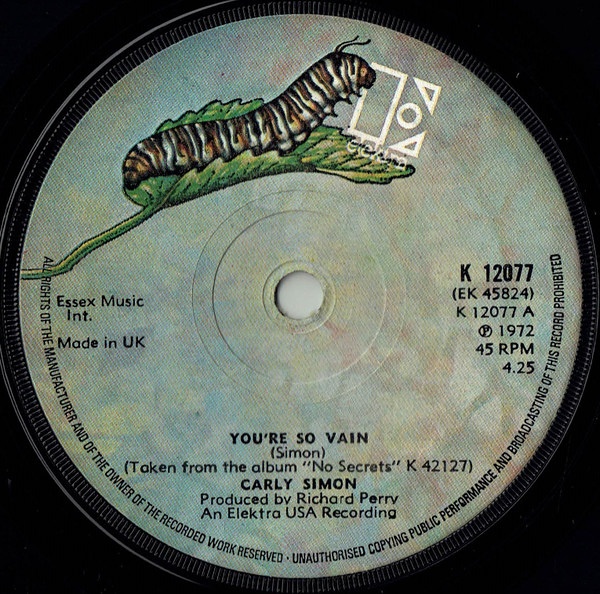 K 12077
(EK 45824)
K 12077 A
Ⓟ 1972
45 RPM
4.25
Essex Music
Int.
Made in UK
YOU'RE SO VAIN
(Simon)
(Taken from the album "No Secrets" K 42127)
CARLY SIMON
Produced by Richard Perry
An Elektra USA Recording
ALL RIGHTS OF THE MANUFACTURER AND OF THE OWNER OF THE RECORDED WORK RESERVED · UNAUTHORISED COPYING PUBLIC PERFORMANCE AND BROADCASTING OF THIS RECORD PROHIBITED